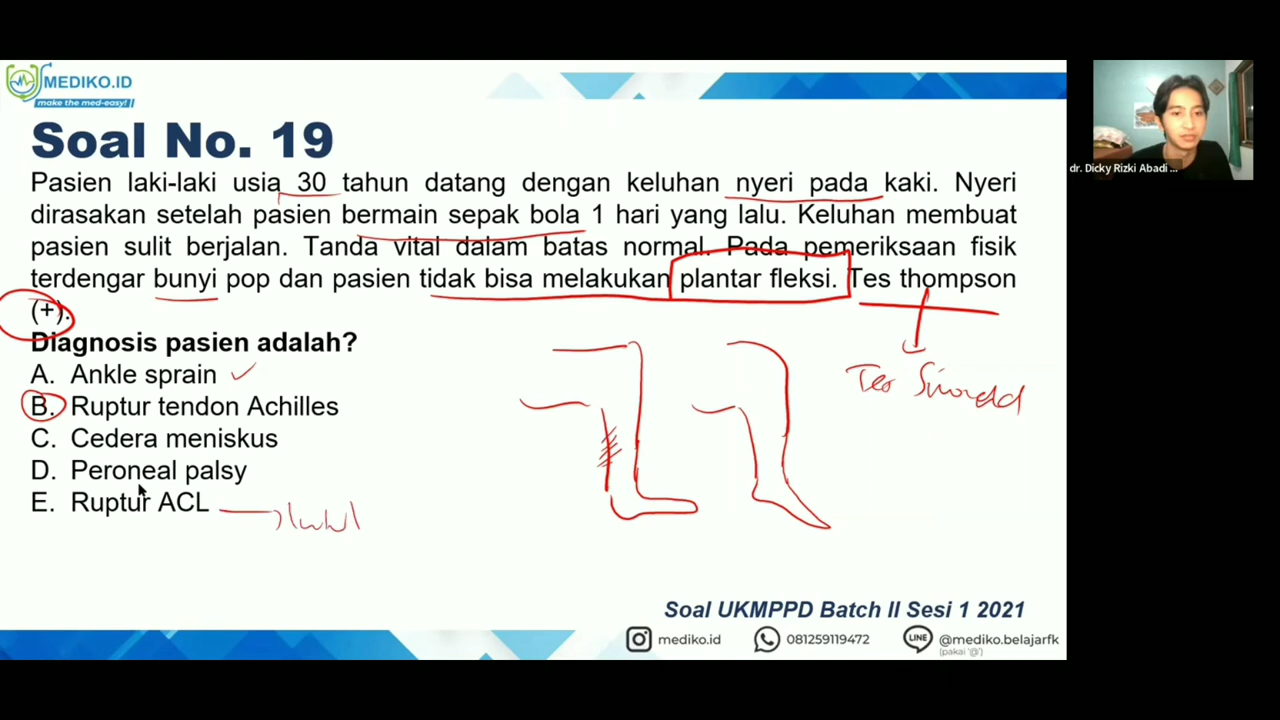 MEDIKO.ID
make the med-easy!
Soal No. 19
Pasien laki-laki usia 30 tahun datang dengan keluhan nyeri pada kaki. Nyeri
dirasakan setelah pasien bermain sepak bola 1 hari yang lalu. Keluhan membuat
pasien sulit berjalan. Tanda vital dalam batas normal. Pada pemeriksaan fisik
terdengar bunyi pop dan pasien tidak bisa melakukan plantar fleksi. Tes thompson
(+).
Diagnosis pasien adalah?
A. Ankle sprain
B. Ruptur tendon Achilles
C. Cedera meniskus
D. Peroneal palsy
E. Ruptur ACL
Tes
Soal UKMPPD Batch II Sesi 1 2021
mediko.id
081259119472
LINE
@mediko.belajarfk
(pakai '@')
dr. Dicky Rizki Abadi ...